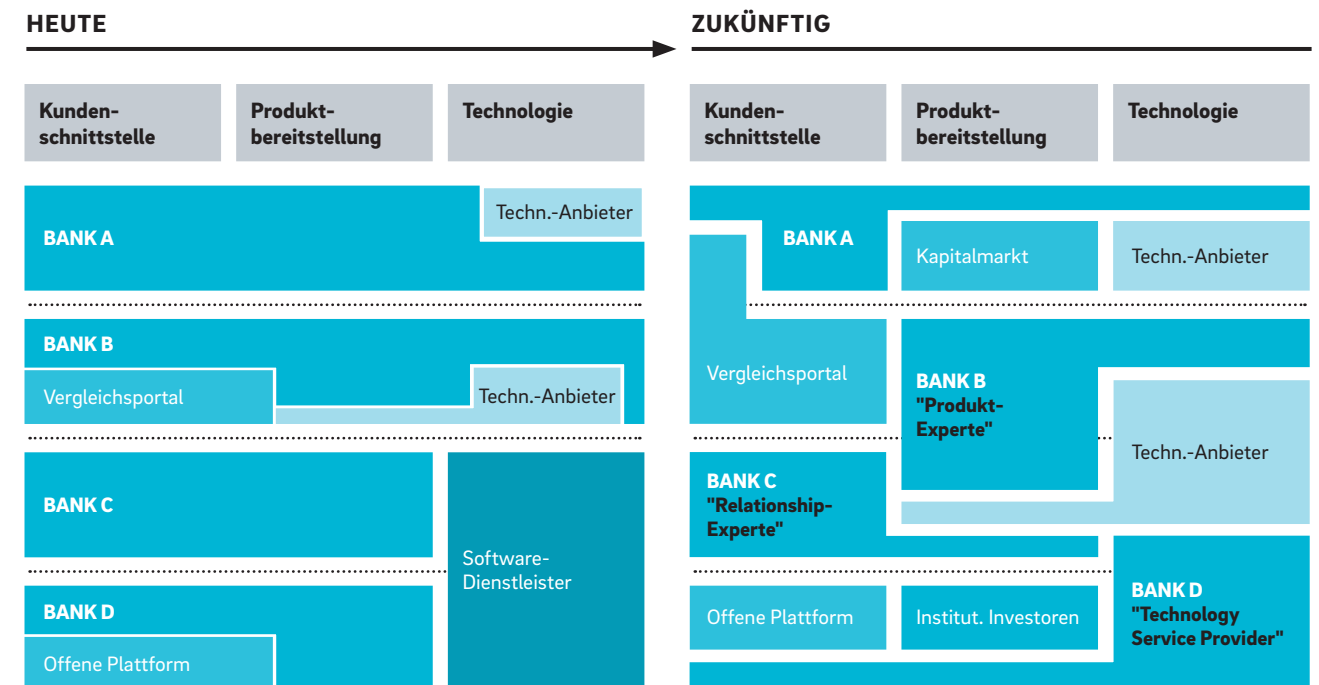 HEUTE
Kunden-
schnittstelle
Produkt-
bereitstellung
Technologie
BANK A
Techn.-Anbieter
BANK B
Vergleichsportal
Techn.-Anbieter
BANK C
Software-
Dienstleister
BANK D
Offene Plattform
ZUKÜNFTIG
Kunden-
schnittstelle
Produkt-
bereitstellung
Technologie
BANK A
Kapitalmarkt
Techn.-Anbieter
Vergleichsportal
BANK B
"Produkt-
Experte"
Techn.-Anbieter
BANK C
"Relationship-
Experte"
Offene Plattform
Institut. Investoren
BANK D
"Technology
Service Provider"